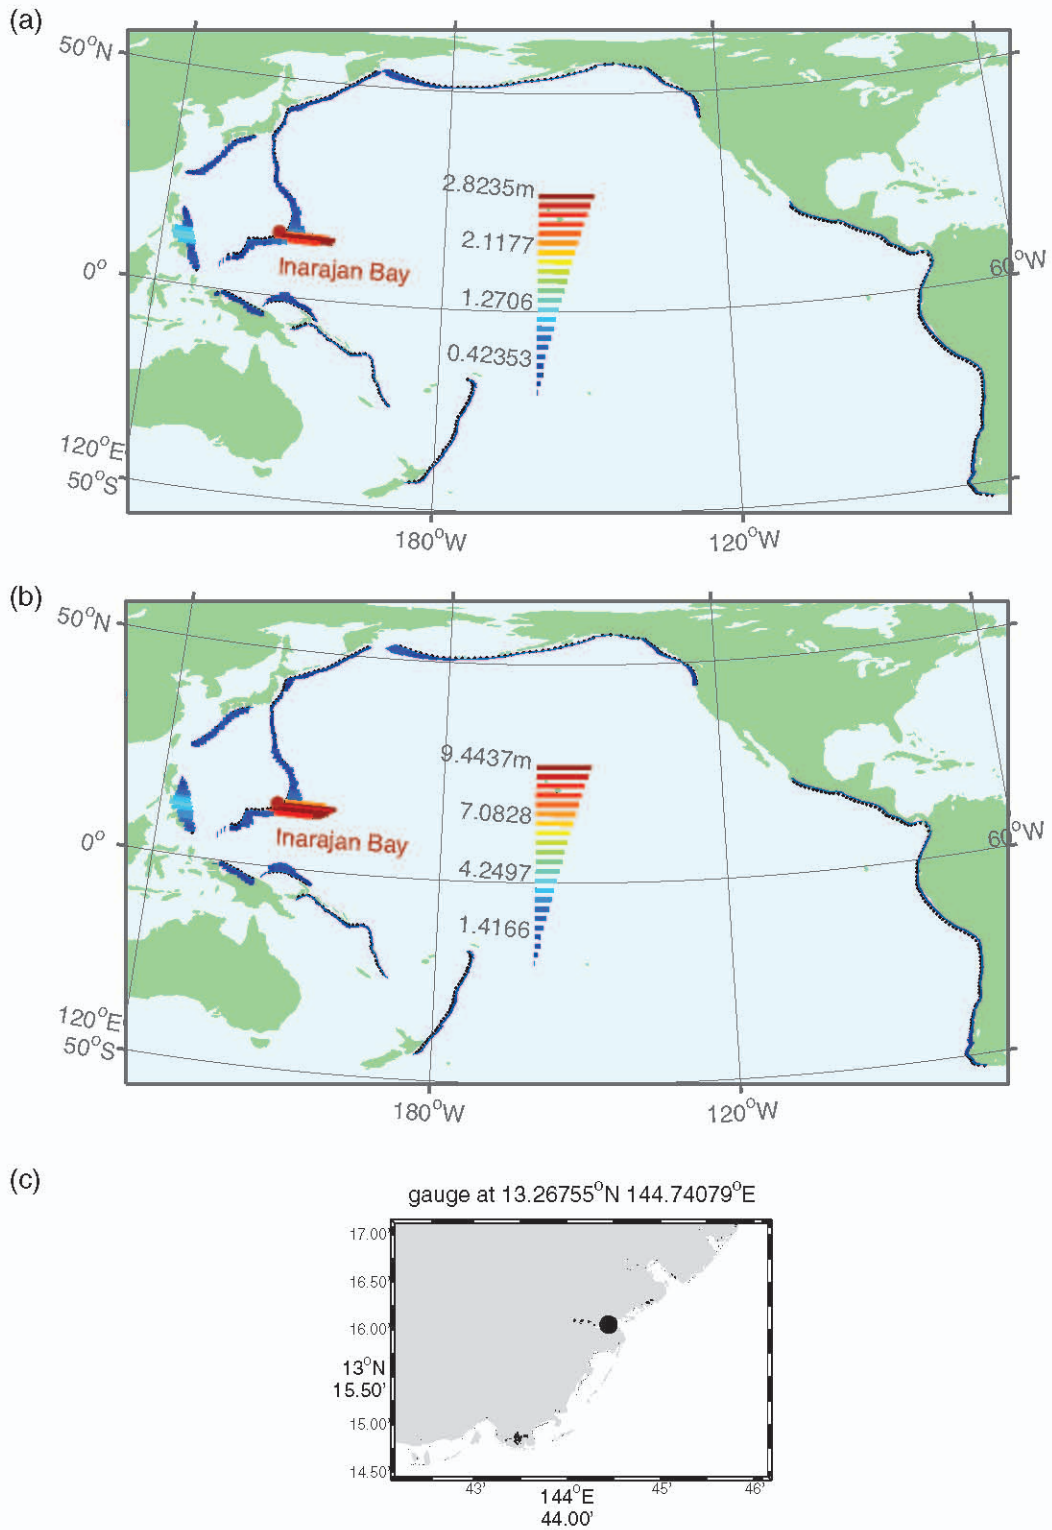 (a)
50°N
2.8235m
2.1177
Inarajan Bay
0°
60°W
1.2706
0.42353
120°E
50°S
180°W
120°W
(b)
50°N
9.4437m
7.0828
Inarajan Bay
0°
60°W
4.2497
1.4166
120°E
50°S
180°W
120°W
(c)
gauge at 13.26755°N 144.74079°E
17.00'
16.50'
16.00'
13°N
15.50'
15.00'
14.50'
43'
144°E
44.00'
45'
46'